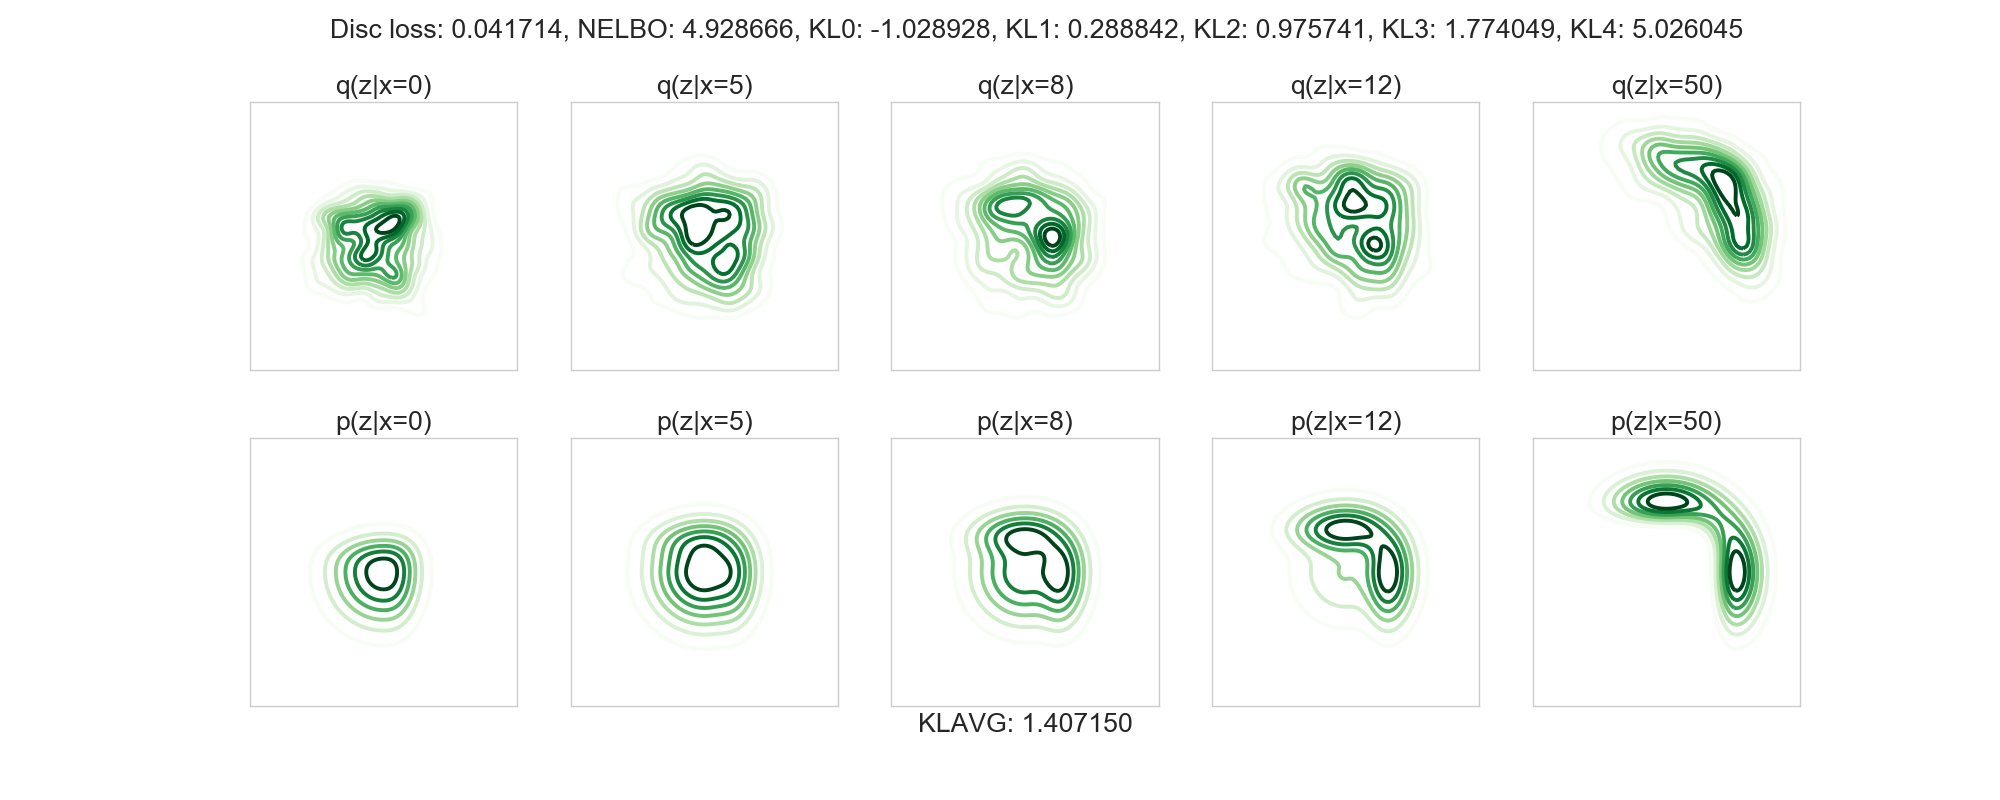 Disc loss: 0.041714, NELBO: 4.928666, KL0: -1.028928, KL1: 0.288842, KL2: 0.975741, KL3: 1.774049, KL4: 5.026045
q(z|x=0) q(z|x=5) q(z|x=8) q(z|x=12) q(z|x=50)
p(z|x=0) p(z|x=5) p(z|x=8) p(z|x=12) p(z|x=50)
KLAVG: 1.407150